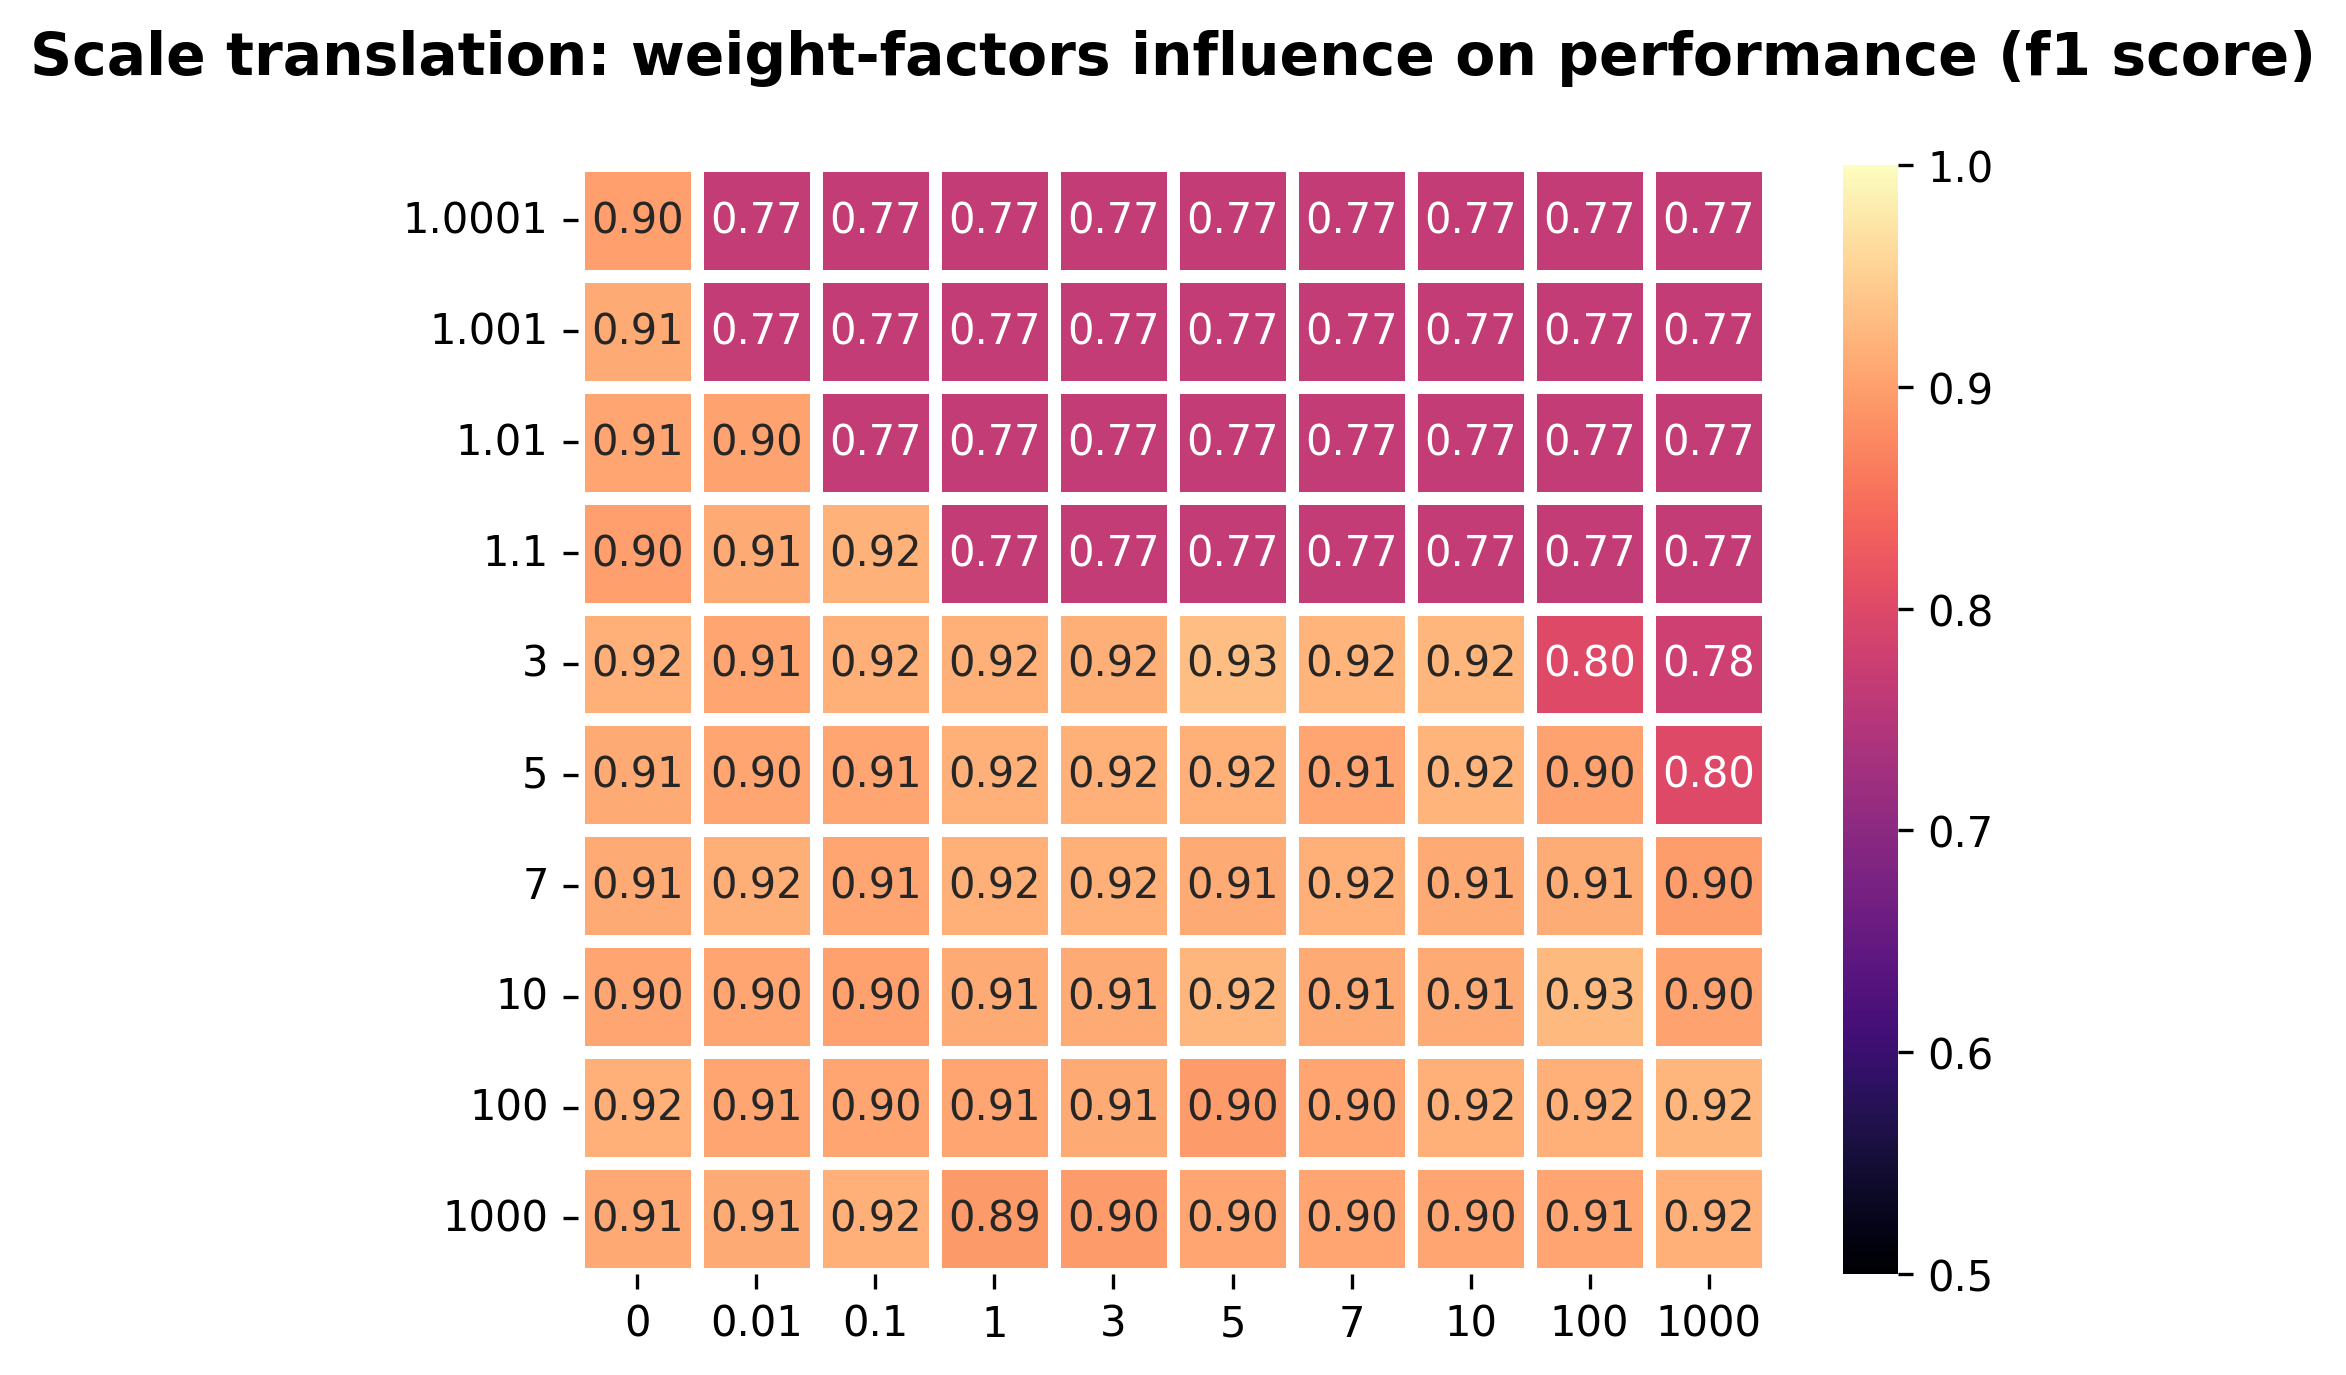 Scale translation: weight-factors influence on performance (f1 score)
1.0001 0.90 0.77 0.77 0.77 0.77 0.77 0.77 0.77 0.77 0.77
1.001 0.91 0.77 0.77 0.77 0.77 0.77 0.77 0.77 0.77 0.77
1.01 0.91 0.90 0.77 0.77 0.77 0.77 0.77 0.77 0.77 0.77
1.1 0.90 0.91 0.92 0.77 0.77 0.77 0.77 0.77 0.77 0.77
3 0.92 0.91 0.92 0.92 0.92 0.93 0.92 0.92 0.80 0.78
5 0.91 0.90 0.91 0.92 0.92 0.92 0.91 0.92 0.90 0.80
7 0.91 0.92 0.91 0.92 0.92 0.91 0.92 0.91 0.91 0.90
10 0.90 0.90 0.90 0.91 0.91 0.92 0.91 0.91 0.93 0.90
100 0.92 0.91 0.90 0.91 0.91 0.90 0.90 0.92 0.92 0.92
1000 0.91 0.91 0.92 0.89 0.90 0.90 0.90 0.90 0.91 0.92
0 0.01 0.1 1 3 5 7 10 100 1000
1.0
0.9
0.8
0.7
0.6
0.5